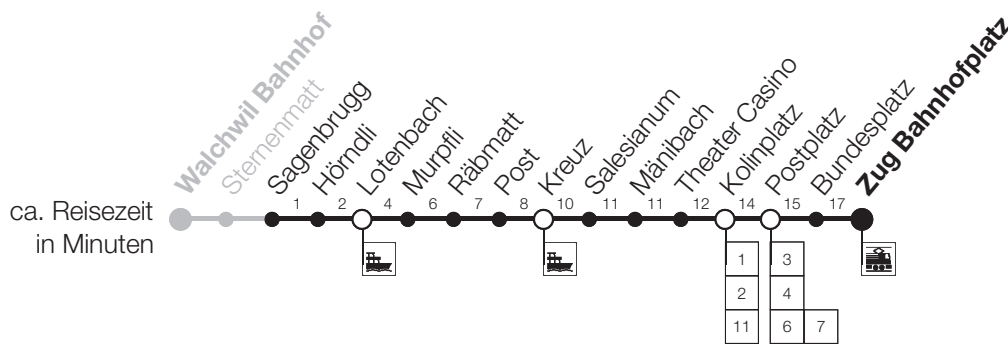 Walchwil Bahnhof
Sternenmatt
Sagenbrugg
Hörndli
Lotenbach
Murpfli
Räbmatt
Post
Kreuz
Salesianum
Mänibach
Theater Casino
Kolinplatz
Postplatz
Bundesplatz
Zug Bahnhofplatz
ca. Reisezeit
in Minuten
1 2 4 6 7 8 10 11 11 12 14 15 17
1 3
2 4
11 6 7